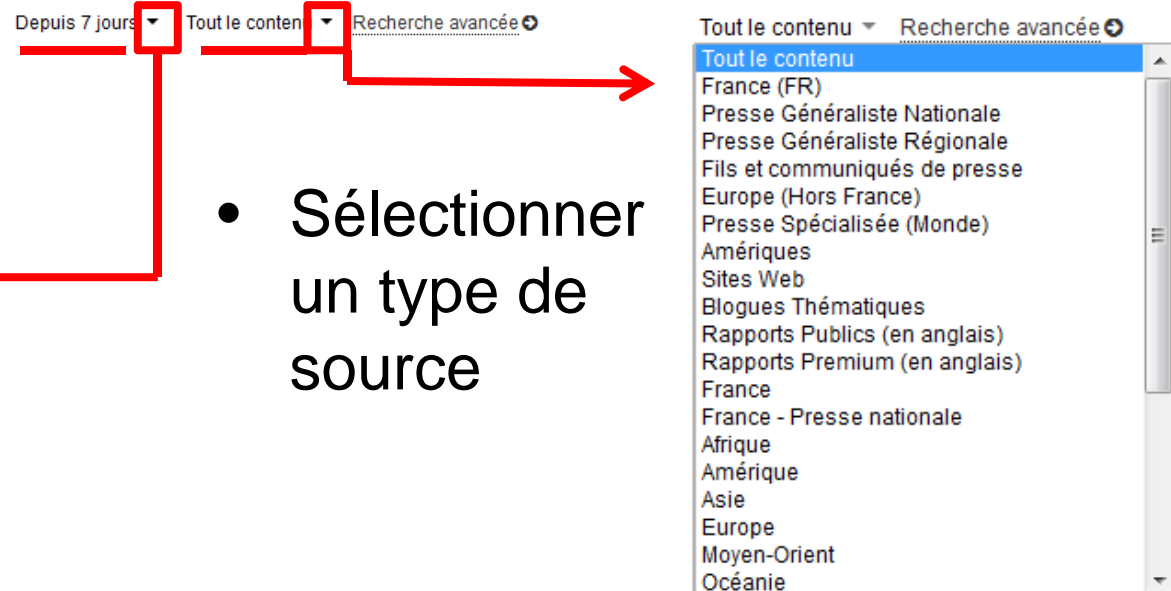 Depuis 7 jours Tout le contenu Recherche avancée
Tout le contenu Recherche avancée
• Sélectionner
un type de
source
Tout le contenu
France (FR)
Presse Généraliste Nationale
Presse Généraliste Régionale
Fils et communiqués de presse
Europe (Hors France)
Presse Spécialisée (Monde)
Amériques
Sites Web
Blogues Thématiques
Rapports Publics (en anglais)
Rapports Premium (en anglais)
France
France - Presse nationale
Afrique
Amérique
Asie
Europe
Moyen-Orient
Océanie